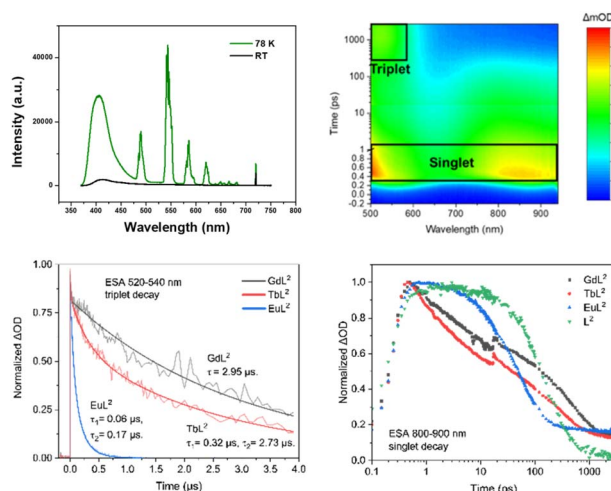 78 K
RT
Intensity (a.u.)
40000
20000
0
350 400 450 500 550 600 650 700 750 800
Wavelength (nm)
ΔmOD
Time (ps)
1000
100
10
1
0.8
0.6
0.4
0.2
0.0
-0.2
Triplet
Singlet
500 600 700 800 900
Wavelength (nm)
Normalized ΔOD
1.00
0.75
0.50
0.25
0.00
ESA 520-540 nm
triplet decay
GdL²
TbL²
EuL²
GdL²
τ = 2.95 µs.
EuL²
τ₁= 0.06 µs,
τ₂= 0.17 µs.
TbL²
τ₁= 0.32 µs, τ₂= 2.73 µs.
0.0 0.5 1.0 1.5 2.0 2.5 3.0 3.5 4.0
Time (µs)
Normalized ΔOD
1.0
0.8
0.6
0.4
0.2
0.0
GdL²
TbL²
EuL²
L²
ESA 800-900 nm
singlet decay
0.1 1 10 100 1000
Time (ps)